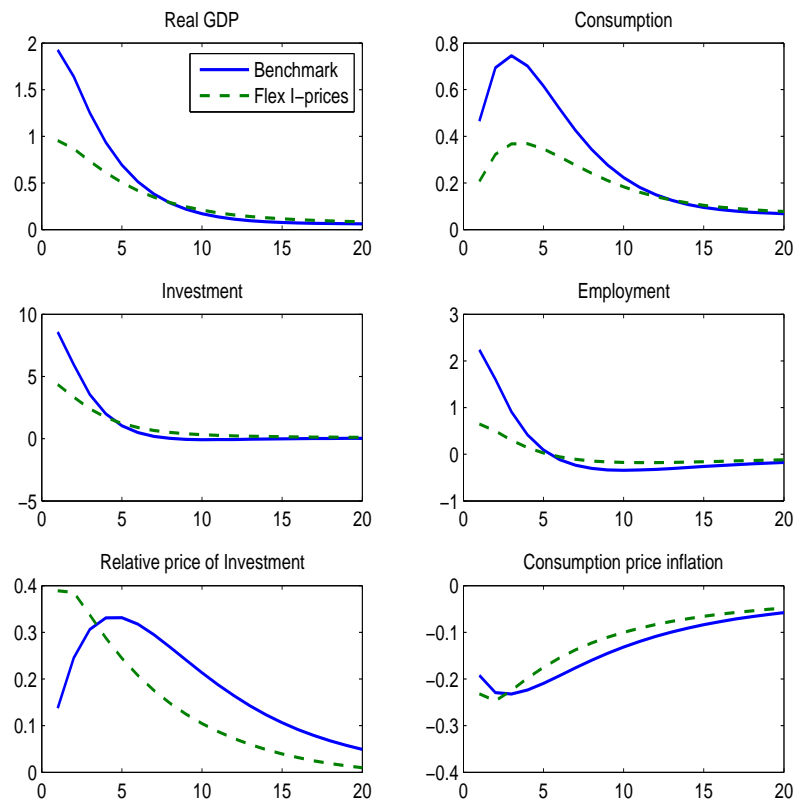 Real GDP
2
1.5
1
0.5
0
0 5 10 15 20
Benchmark
Flex I−prices
Consumption
0.8
0.6
0.4
0.2
0
0 5 10 15 20
Investment
10
5
0
−5
0 5 10 15 20
Employment
3
2
1
0
−1
0 5 10 15 20
Relative price of Investment
0.4
0.3
0.2
0.1
0
0 5 10 15 20
Consumption price inflation
0
−0.1
−0.2
−0.3
−0.4
0 5 10 15 20